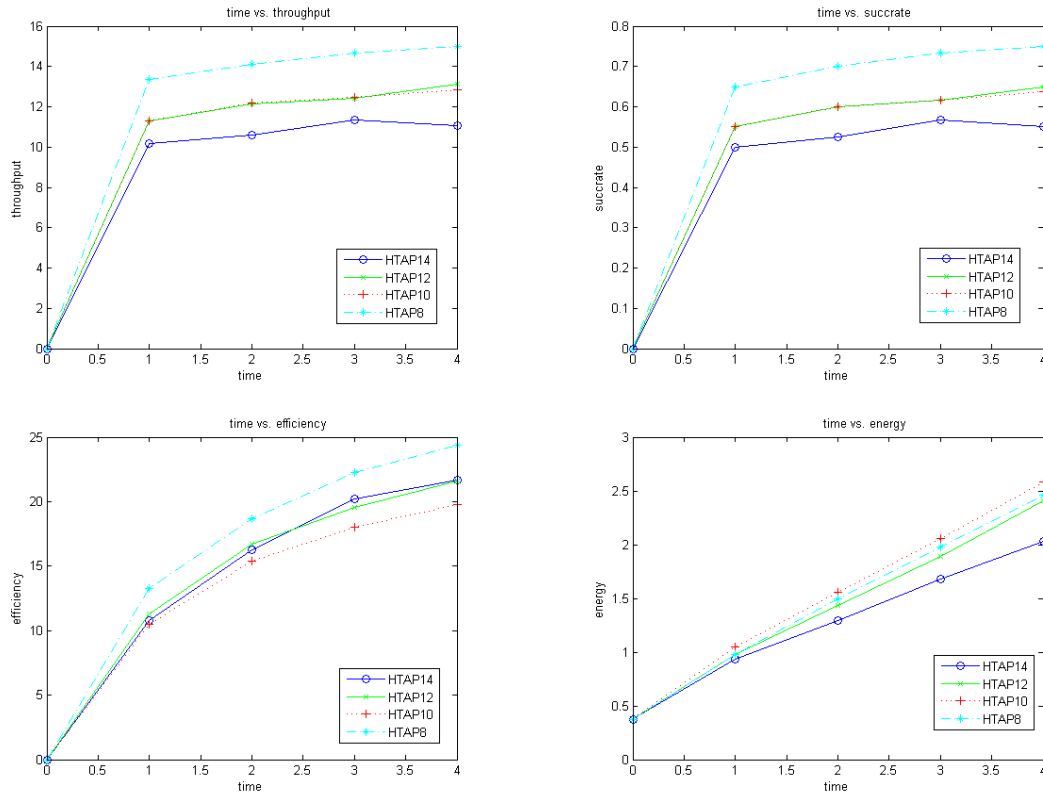 time vs. throughput
16
14
12
10
8
6
4
2
0
throughput
0 0.5 1 1.5 2 2.5 3 3.5 4
time
HTAP14
HTAP12
HTAP10
HTAP8
time vs. succrate
0.8
0.7
0.6
0.5
0.4
0.3
0.2
0.1
0
succrate
0 0.5 1 1.5 2 2.5 3 3.5 4
time
HTAP14
HTAP12
HTAP10
HTAP8
time vs. efficiency
25
20
15
10
5
0
efficiency
0 0.5 1 1.5 2 2.5 3 3.5 4
time
HTAP14
HTAP12
HTAP10
HTAP8
time vs. energy
3
2.5
2
1.5
1
0.5
0
energy
0 0.5 1 1.5 2 2.5 3 3.5 4
time
HTAP14
HTAP12
HTAP10
HTAP8